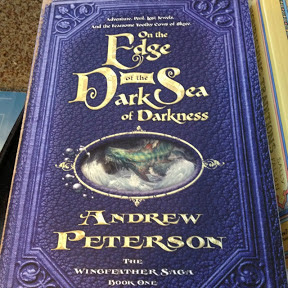 Adventure. Peril. Lost Jewels.
And the Fearsome Toothy Cows of Skree.
On the
Edge
of the
Dark Sea
of Darkness
Andrew
Peterson
The
Wingfeather Saga
Book One